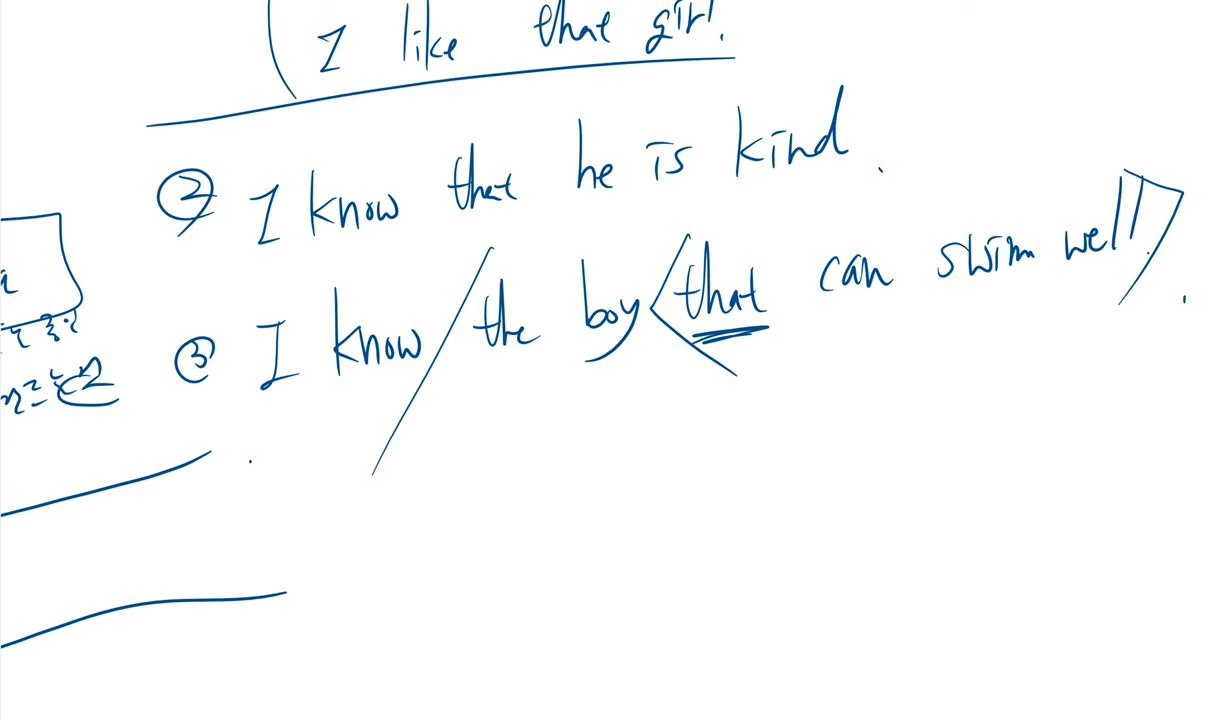 I like that girl.
② I know that he is kind.
③ I know / the boy <that can swim well>.